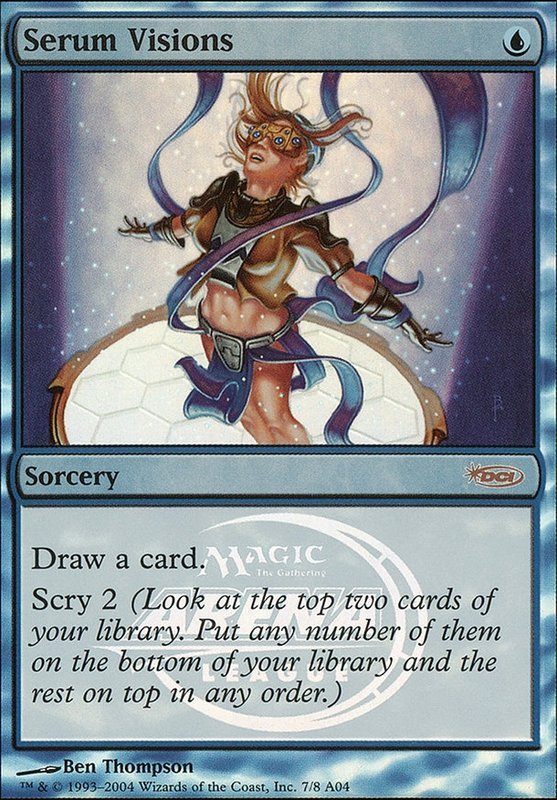 Serum Visions
Sorcery
DCI
Draw a card.
MAGIC
The Gathering
Scry 2 (Look at the top two cards of
your library. Put any number of them
on the bottom of your library and the
rest on top in any order.)
ARENA
LEAGUE
Ben Thompson
™ & © 1993–2004 Wizards of the Coast, Inc. 7/8 A04